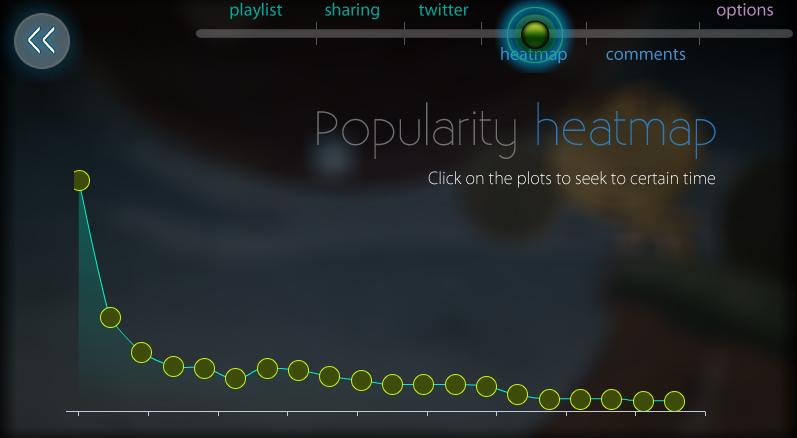 playlist sharing twitter options
heatmap comments
Popularity heatmap
Click on the plots to seek to certain time